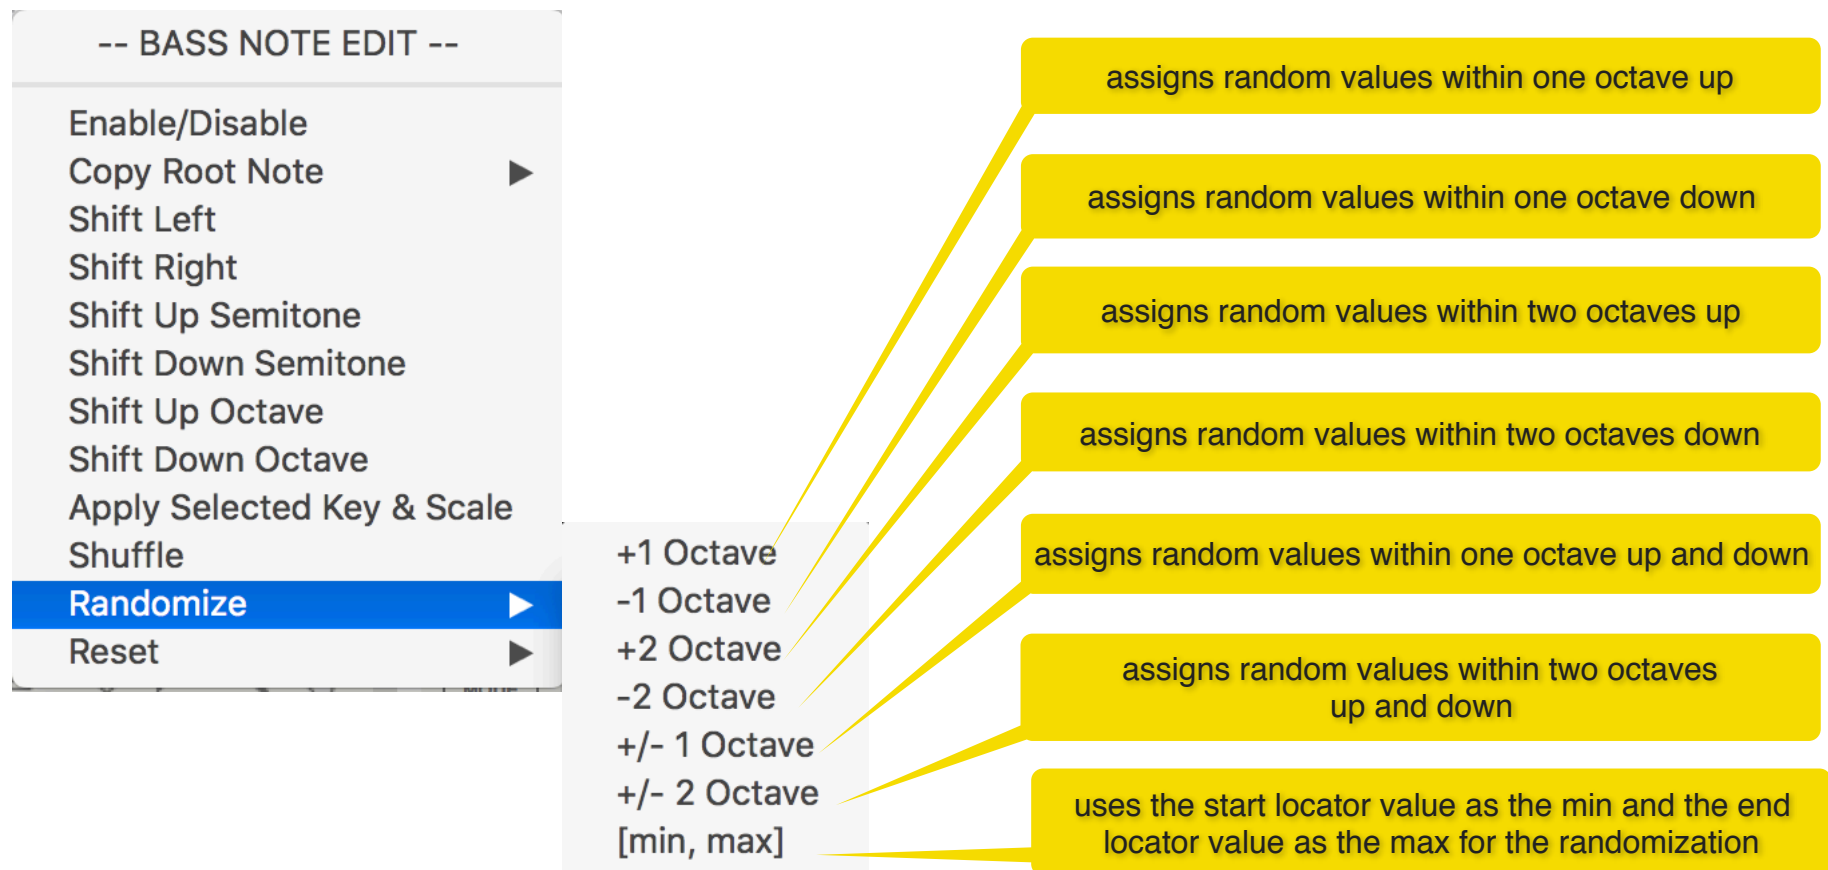 -- BASS NOTE EDIT --
Enable/Disable
Copy Root Note
Shift Left
Shift Right
Shift Up Semitone
Shift Down Semitone
Shift Up Octave
Shift Down Octave
Apply Selected Key & Scale
Shuffle
Randomize
Reset
+1 Octave
-1 Octave
+2 Octave
-2 Octave
+/- 1 Octave
+/- 2 Octave
[min, max]
assigns random values within one octave up
assigns random values within one octave down
assigns random values within two octaves up
assigns random values within two octaves down
assigns random values within one octave up and down
assigns random values within two octaves
up and down
uses the start locator value as the min and the end
locator value as the max for the randomization